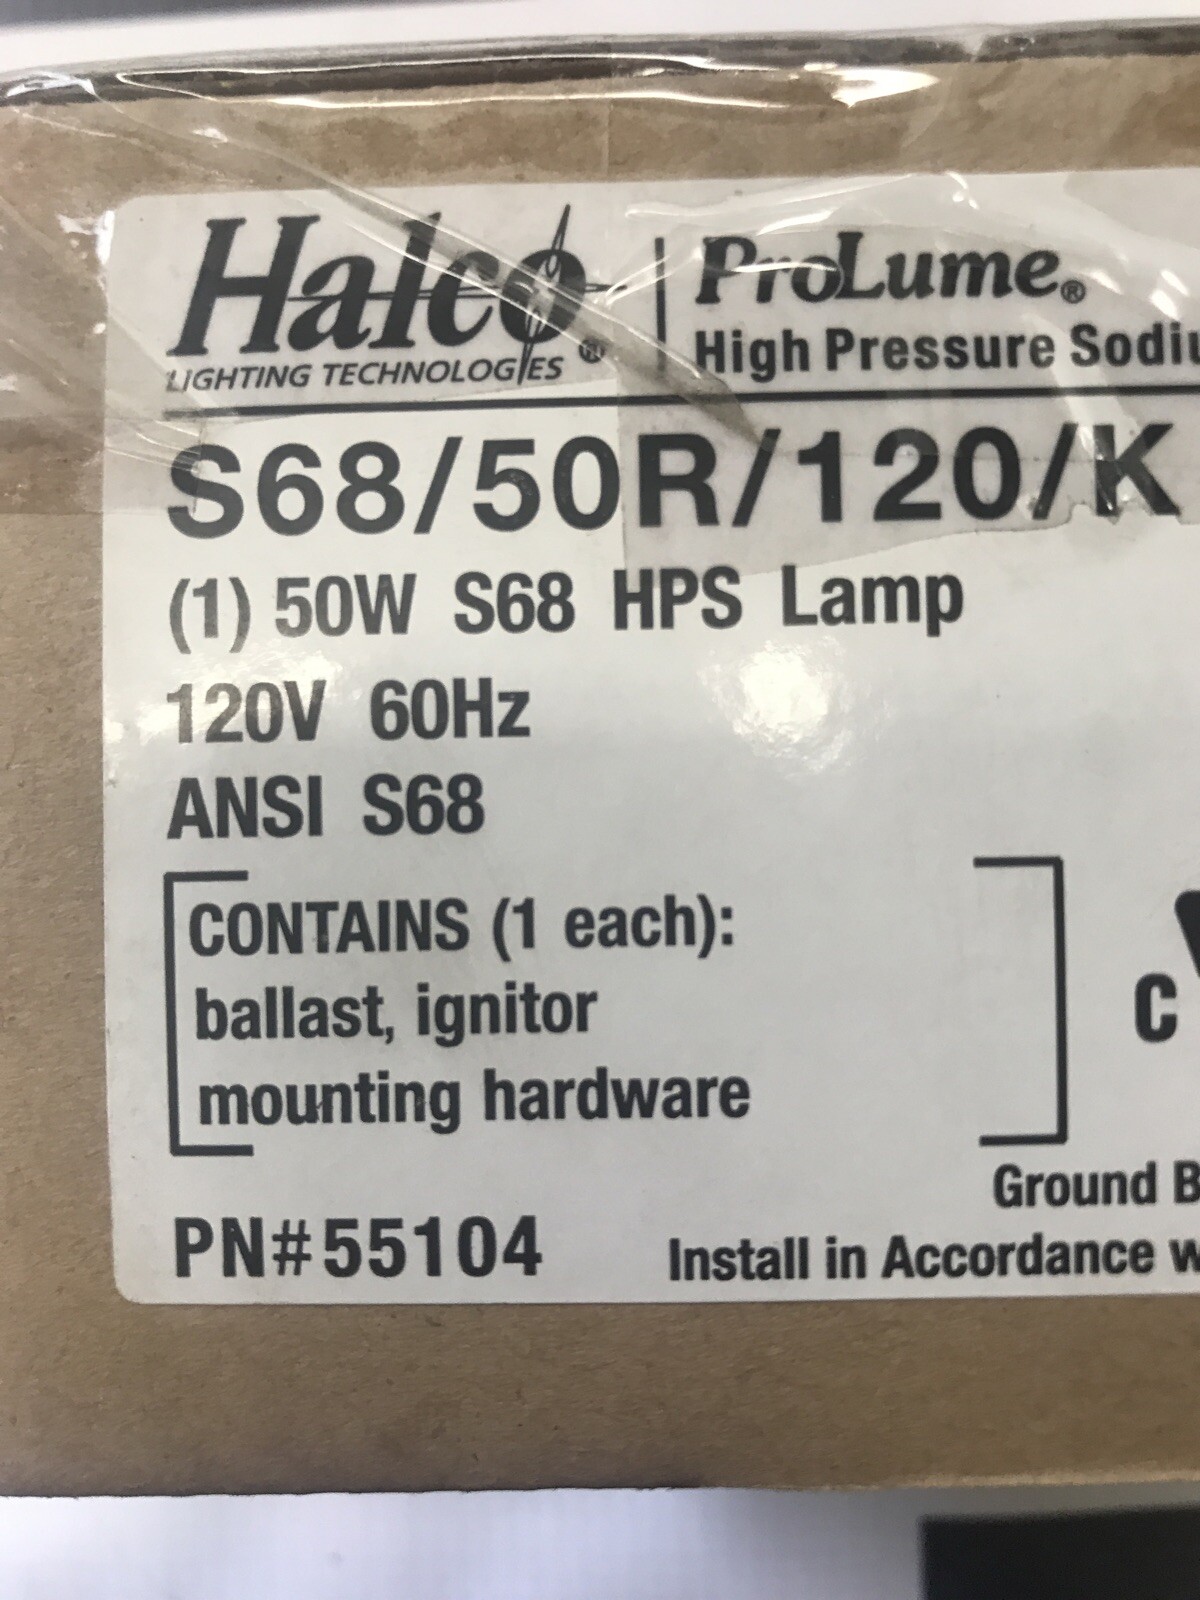 Halco® | ProLume®
LIGHTING TECHNOLOGIES
High Pressure
S68/50R/120/K
(1) 50W S68 HPS Lamp
120V 60Hz
ANSI S68
CONTAINS (1 each):
ballast, ignitor
mounting hardware
C
Ground
PN#55104
Install in Accordance